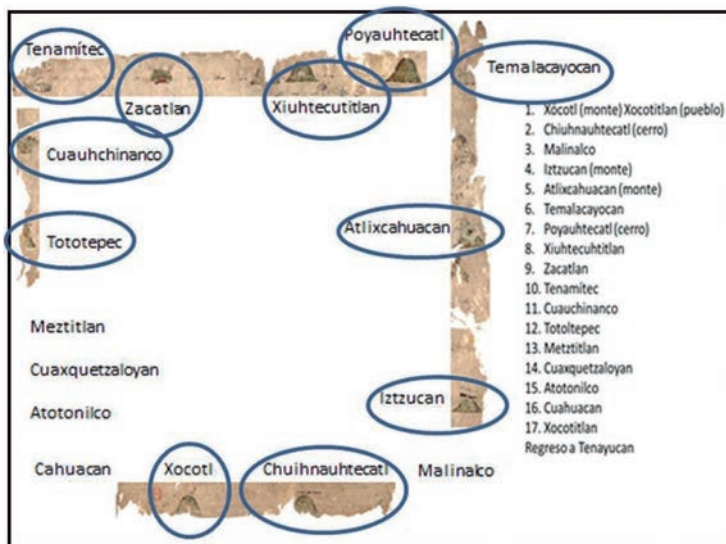 Tenamítec
Poyauhtecatl
Temalacayocan
Zacatlan
Xiuhtecutitlan
Cuauhchinanco
Tototepec
Atlixcahuacan
Meztitlan
Cuaxquetzaloyan
Atotonilco
Iztzucan
Cahuacan
Xocotl
Chuihnauhtecatl
Malinalco
1. Xocotl (monte) Xocotitlan (pueblo)
2. Chiuhnauhtecatl (cerro)
3. Malinalco
4. Iztzucan (monte)
5. Atlixcahuacan (monte)
6. Temalacayocan
7. Poyauhtecatl (cerro)
8. Xiuhtecuhtitlan
9. Zacatlan
10. Tenamítec
11. Cuauchinanco
12. Totoltepec
13. Metztitlan
14. Cuaxquetzaloyan
15. Atotonilco
16. Cuahuacan
17. Xocotitlan
Regreso a Tenayucan